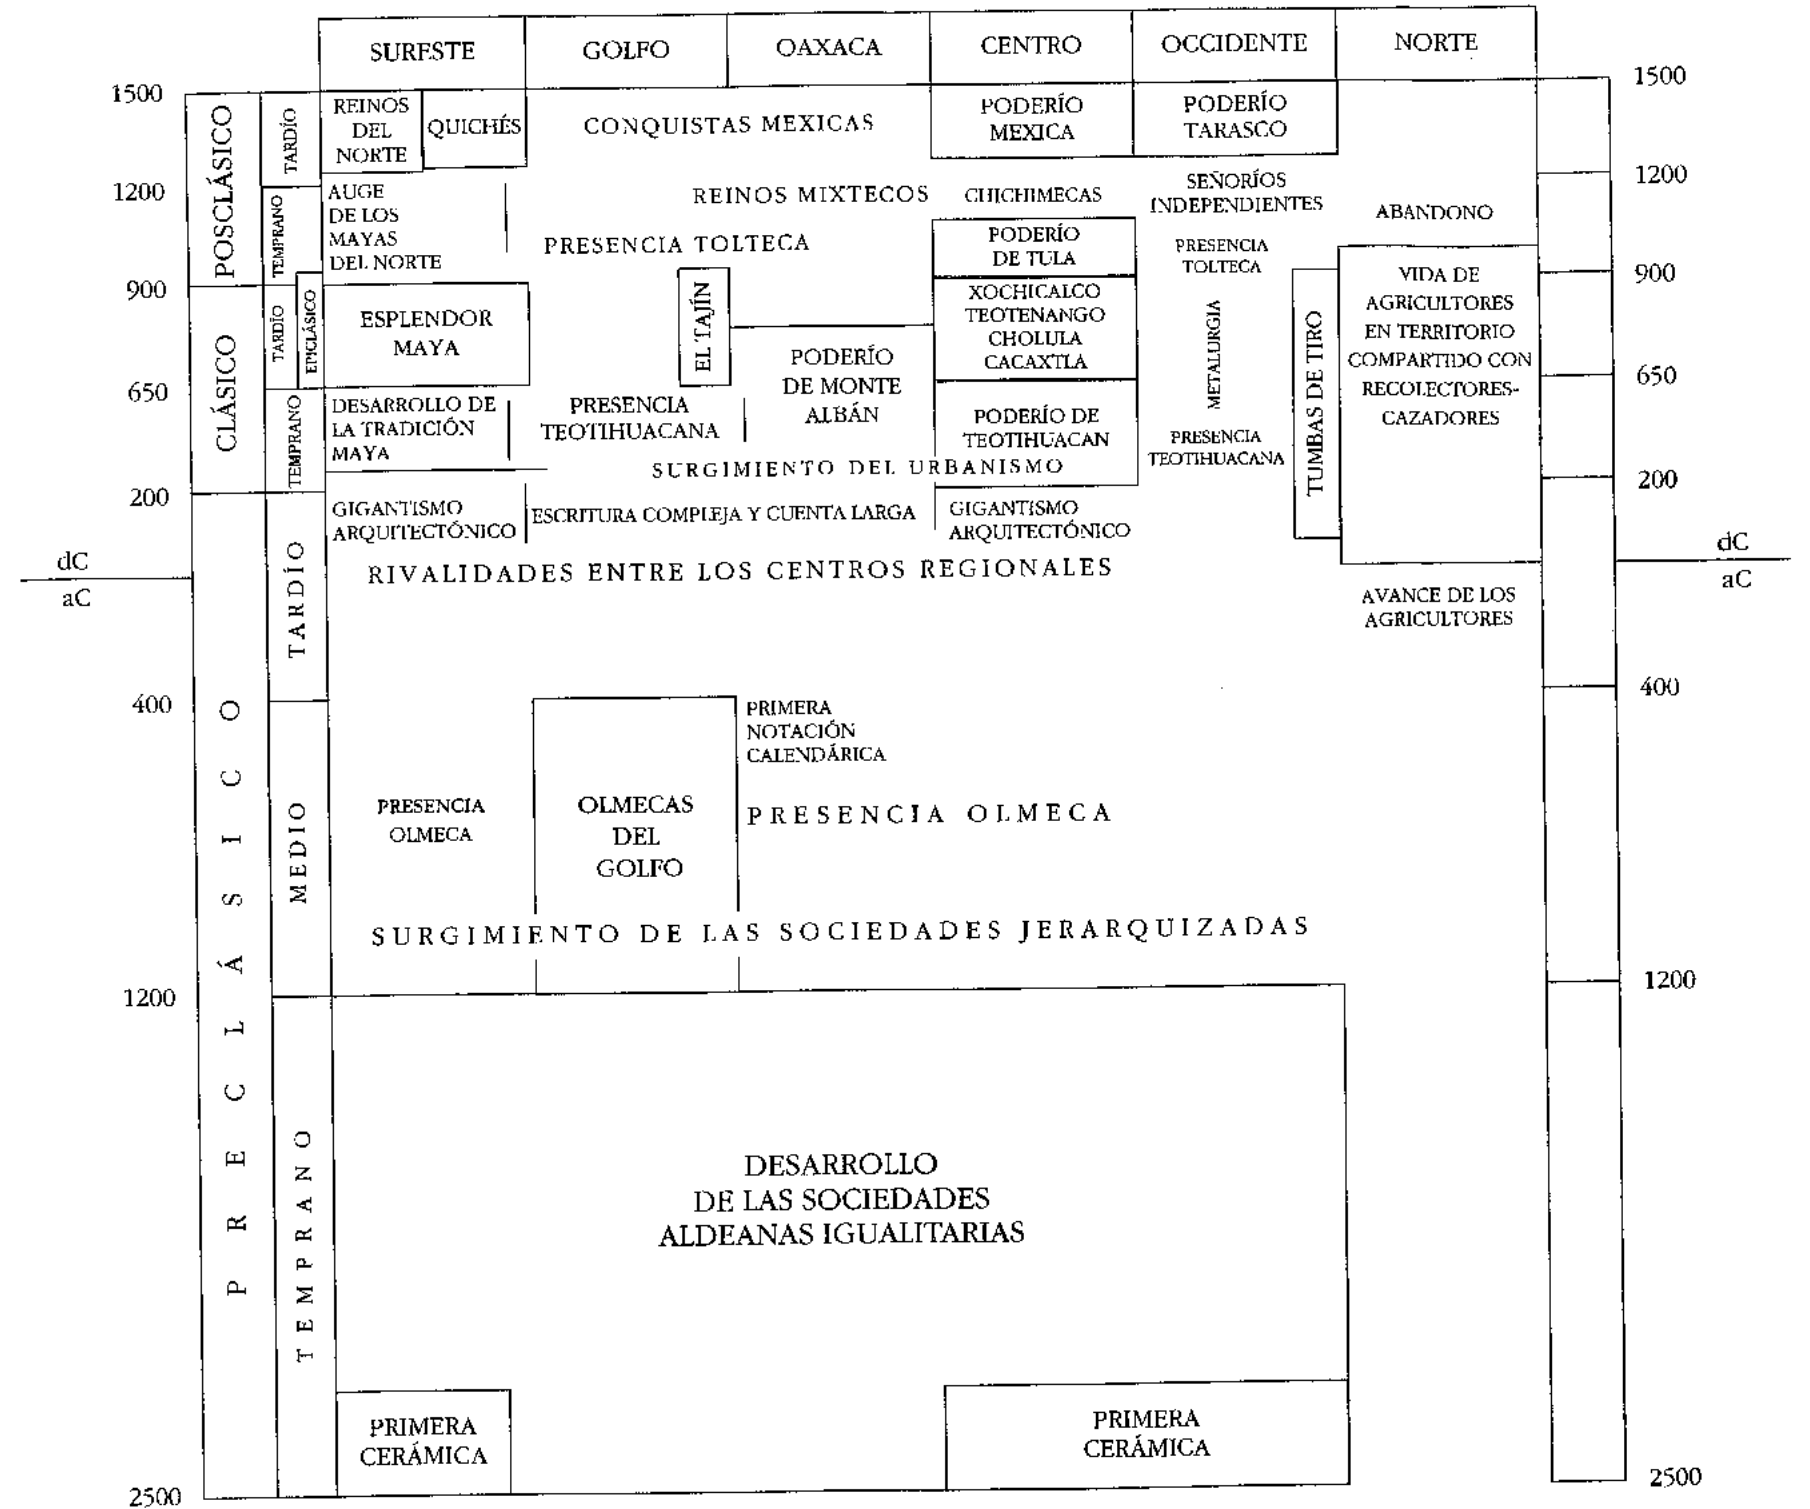 SURESTE
GOLFO
OAXACA
CENTRO
OCCIDENTE
NORTE
1500
1500
POSCLÁSICO
TARDÍO
REINOS
DEL
NORTE
QUICHÉS
CONQUISTAS MEXICAS
PODERÍO
MEXICA
PODERÍO
TARASCO
1200
1200
TEMPRANO
AUGE
DE LOS
MAYAS
DEL NORTE
REINOS MIXTECOS
CHICHIMECAS
SEÑORÍOS
INDEPENDIENTES
ABANDONO
PRESENCIA TOLTECA
PODERÍO
DE TULA
PRESENCIA
TOLTECA
900
900
CLÁSICO
TARDÍO
EPICLÁSICO
ESPLENDOR
MAYA
EL TAJÍN
PODERÍO
DE MONTE
ALBÁN
XOCHICALCO
TEOTENANGO
CHOLULA
CACAXTLA
METALURGIA
TUMBAS DE TIRO
VIDA DE
AGRICULTORES
EN TERRITORIO
COMPARTIDO CON
RECOLECTORES-
CAZADORES
650
650
TEMPRANO
DESARROLLO DE
LA TRADICIÓN
MAYA
PRESENCIA
TEOTIHUACANA
PODERÍO DE
TEOTIHUACAN
PRESENCIA
TEOTIHUACANA
SURGIMIENTO DEL URBANISMO
200
200
PRECLÁSICO
TARDÍO
GIGANTISMO
ARQUITECTÓNICO
ESCRITURA COMPLEJA Y CUENTA LARGA
GIGANTISMO
ARQUITECTÓNICO
dC
aC
RIVALIDADES ENTRE LOS CENTROS REGIONALES
dC
aC
AVANCE DE LOS
AGRICULTORES
400
400
MEDIO
PRIMERA
NOTACIÓN
CALENDÁRICA
PRESENCIA
OLMECA
OLMECAS
DEL
GOLFO
PRESENCIA OLMECA
SURGIMIENTO DE LAS SOCIEDADES JERARQUIZADAS
1200
1200
TEMPRANO
DESARROLLO
DE LAS SOCIEDADES
ALDEANAS IGUALITARIAS
PRIMERA
CERÁMICA
PRIMERA
CERÁMICA
2500
2500